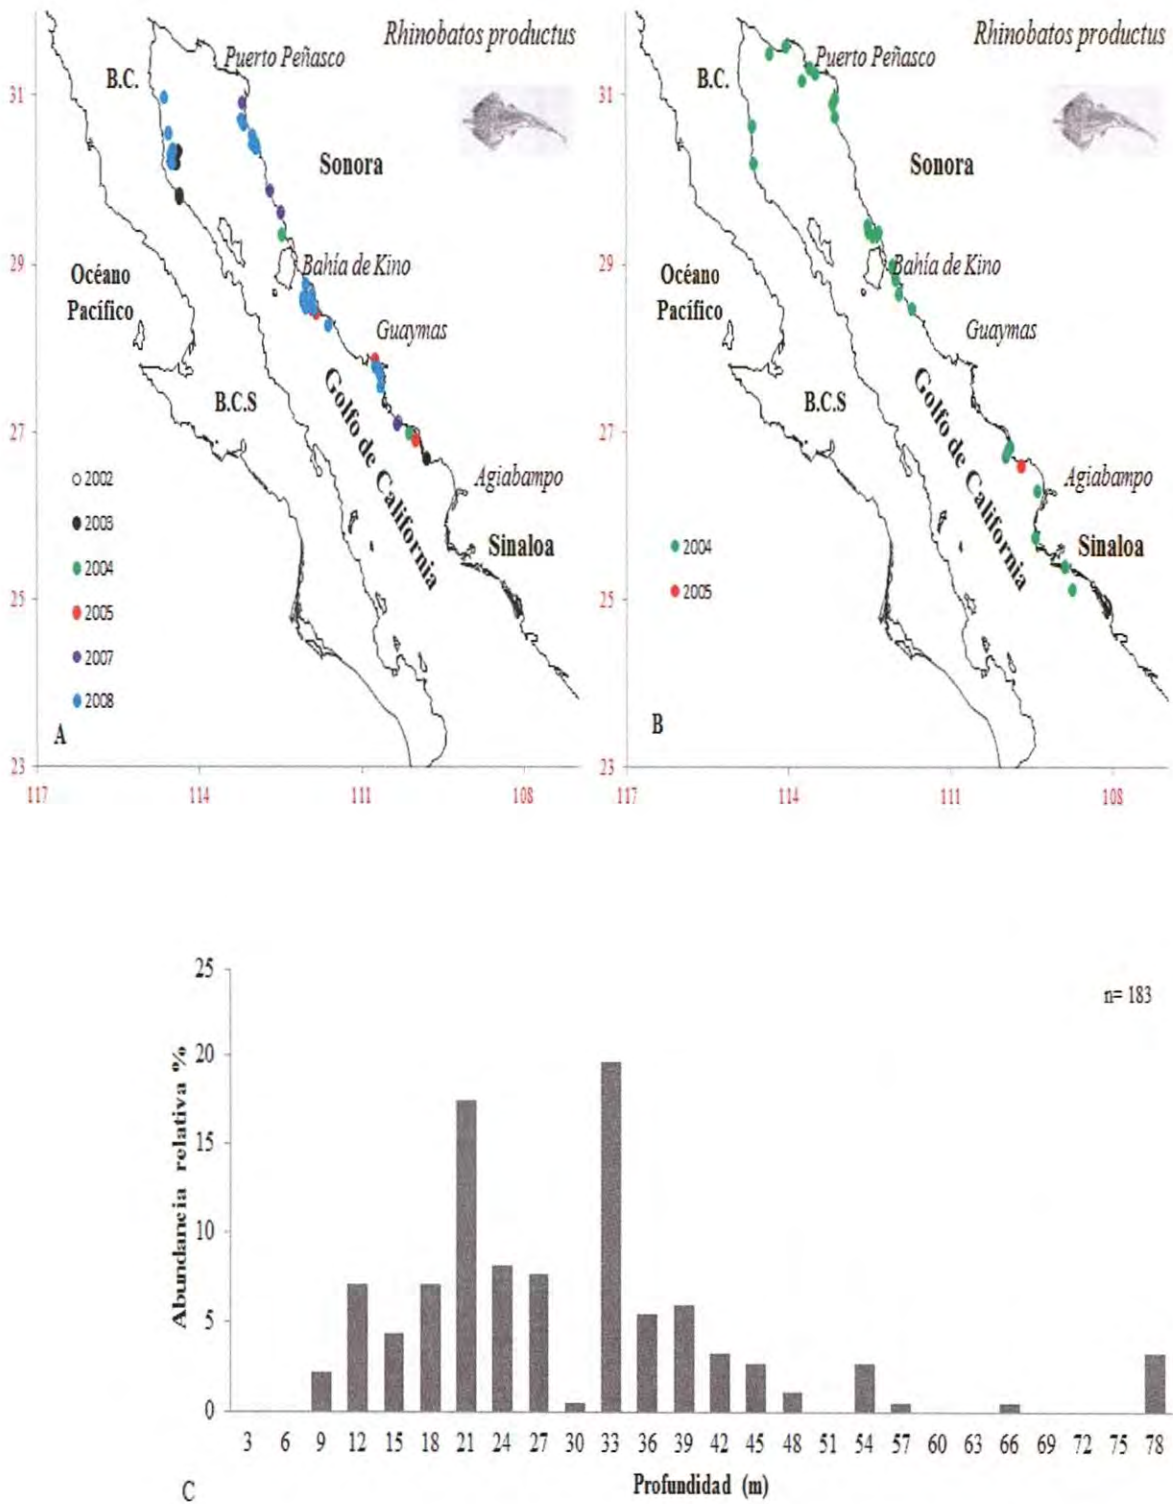 Rhinobatos productus
Puerto Peñasco
B.C.
31
Sonora
29
Bahía de Kino
Océano
Pacífico
Guaymas
Golfo de California
B.C.S
27
Agiabampo
2002
2003
Sinaloa
2004
25
2005
2007
2008
A
23
117 114 111 108
Rhinobatos productus
Puerto Peñasco
B.C.
31
Sonora
29
Bahía de Kino
Océano
Pacífico
Guaymas
Golfo de California
B.C.S
27
Agiabampo
2004
Sinaloa
2005
25
B
23
117 114 111 108
25
n= 183
20
15
10
5
0
Abundancia relativa %
3 6 9 12 15 18 21 24 27 30 33 36 39 42 45 48 51 54 57 60 63 66 69 72 75 78
Profundidad (m)
C